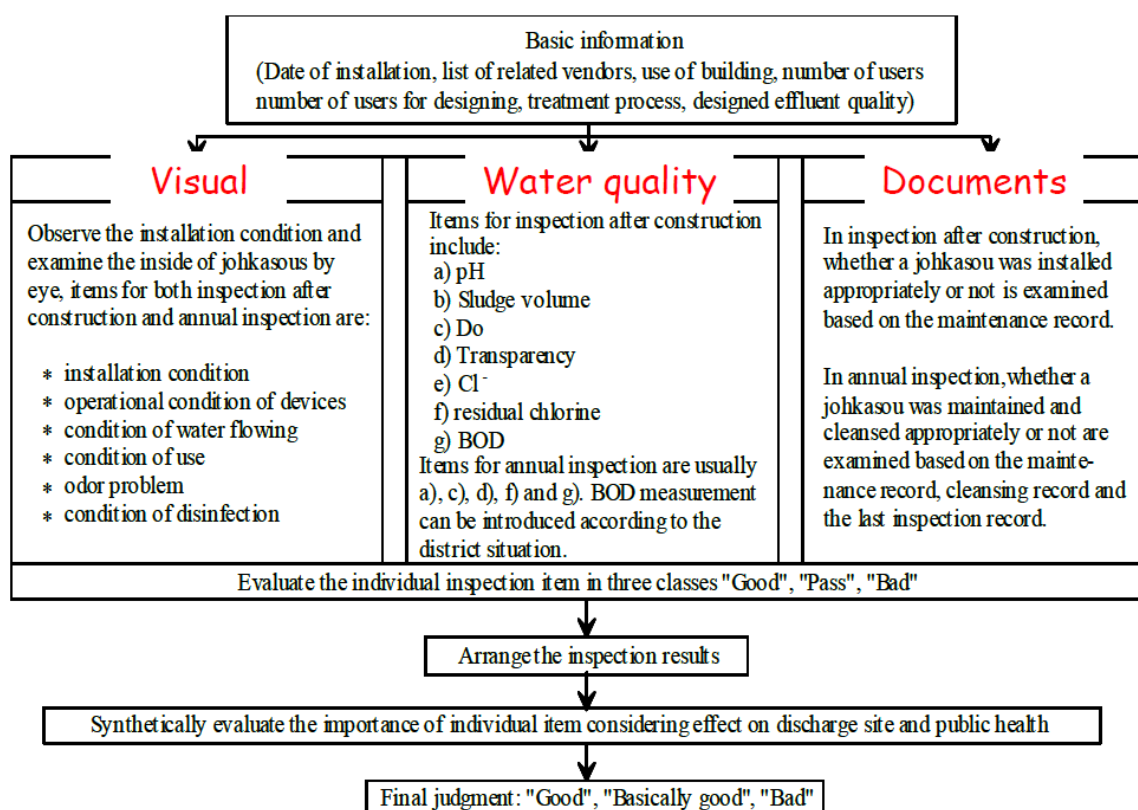 Basic information
(Date of installation, list of related vendors, use of building, number of users
number of users for designing, treatment process, designed effluent quality)
Visual
Observe the installation condition and
examine the inside of johkasous by
eye, items for both inspection after
construction and annual inspection are:
* installation condition
* operational condition of devices
* condition of water flowing
* condition of use
* odor problem
* condition of disinfection
Water quality
Items for inspection after construction
include:
a) pH
b) Sludge volume
c) Do
d) Transparency
e) Cl⁻
f) residual chlorine
g) BOD
Items for annual inspection are usually
a), c), d), f) and g). BOD measurement
can be introduced according to the
district situation.
Documents
In inspection after construction,
whether a johkasou was installed
appropriately or not is examined
based on the maintenance record.
In annual inspection,whether a
johkasou was maintained and
cleansed appropriately or not are
examined based on the mainte-
nance record, cleansing record and
the last inspection record.
Evaluate the individual inspection item in three classes "Good", "Pass", "Bad"
Arrange the inspection results
Synthetically evaluate the importance of individual item considering effect on discharge site and public health
Final judgment: "Good", "Basically good", "Bad"